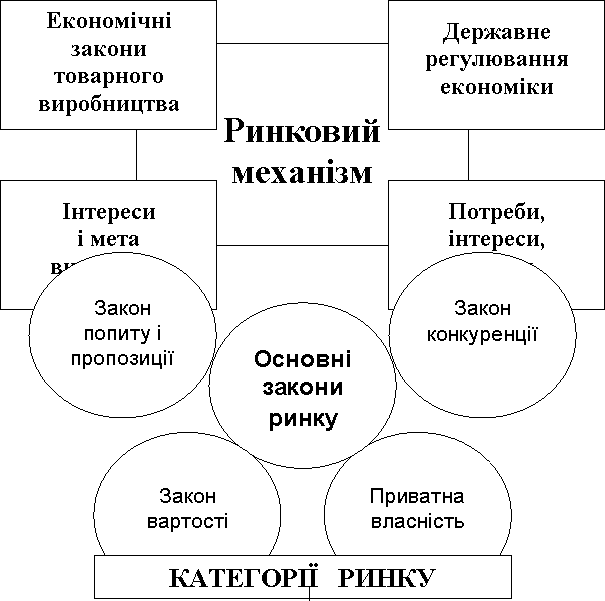 Економічні
закони
товарного
виробництва
Державне
регулювання
економіки
Ринковий
механізм
Інтереси
і мета
Потреби,
інтереси,
Закон
попиту і
пропозиції
Закон
конкуренції
Основні
закони
ринку
Закон
вартості
Приватна
власність
КАТЕГОРІЇ РИНКУ